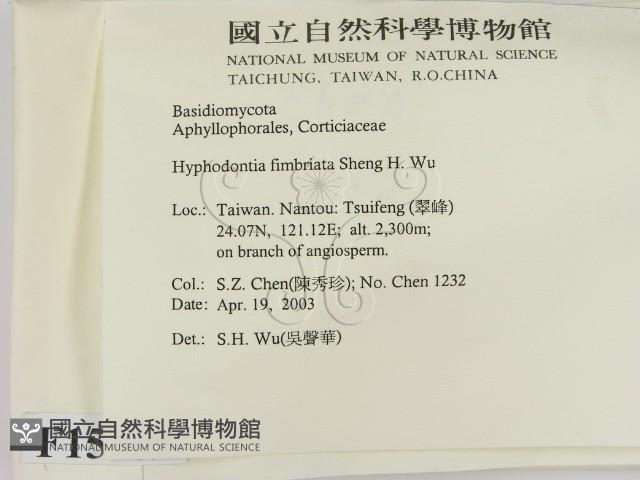 國立自然科學博物館
NATIONAL MUSEUM OF NATURAL SCIENCE
TAICHUNG, TAIWAN, R.O.CHINA
Basidiomycota
Aphyllophorales, Corticiaceae
Hyphodontia fimbriata Sheng H. Wu
Loc.: Taiwan. Nantou: Tsuifeng (翠峰)
24.07N, 121.12E; alt. 2,300m;
on branch of angiosperm.
Col.: S.Z. Chen(陳秀珍); No. Chen 1232
Date: Apr. 19, 2003
Det.: S.H. Wu(吳聲華)
國立自然科學博物館
NATIONAL MUSEUM OF NATURAL SCIENCE